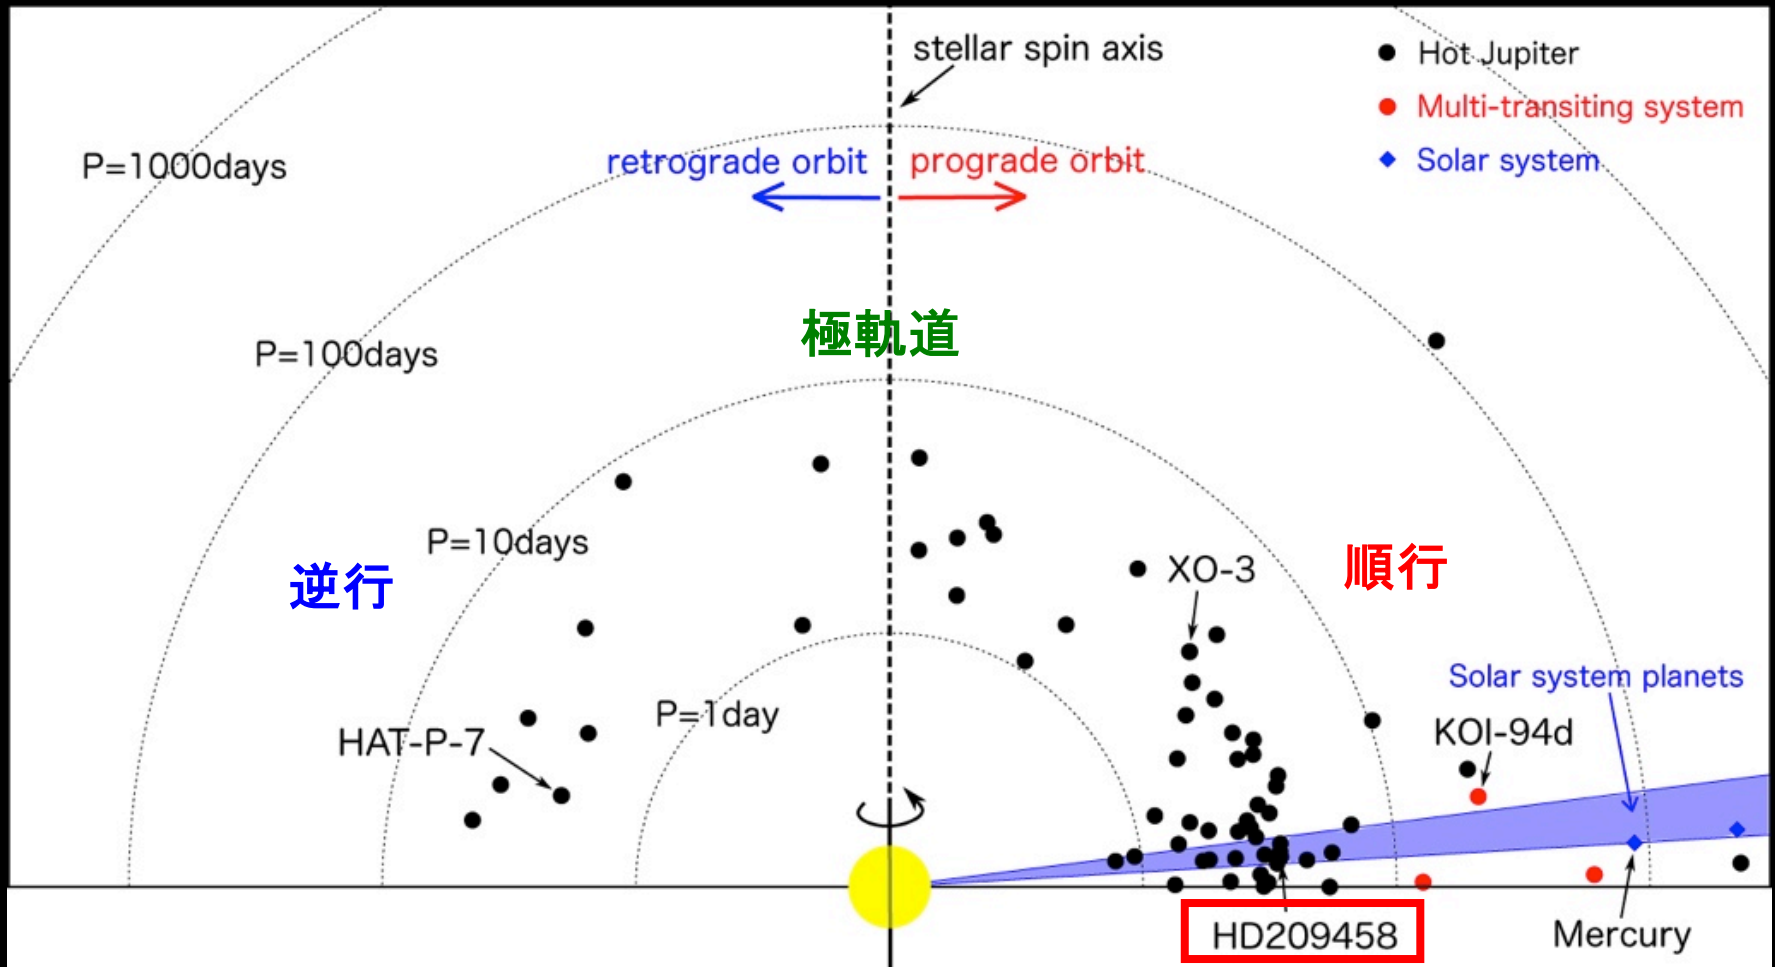 stellar spin axis
Hot Jupiter
Multi-transiting system
Solar system
P=1000days
retrograde orbit
prograde orbit
極軌道
P=100days
P=10days
逆行
XO-3
順行
Solar system planets
P=1day
HAT-P-7
KOI-94d
HD209458
Mercury